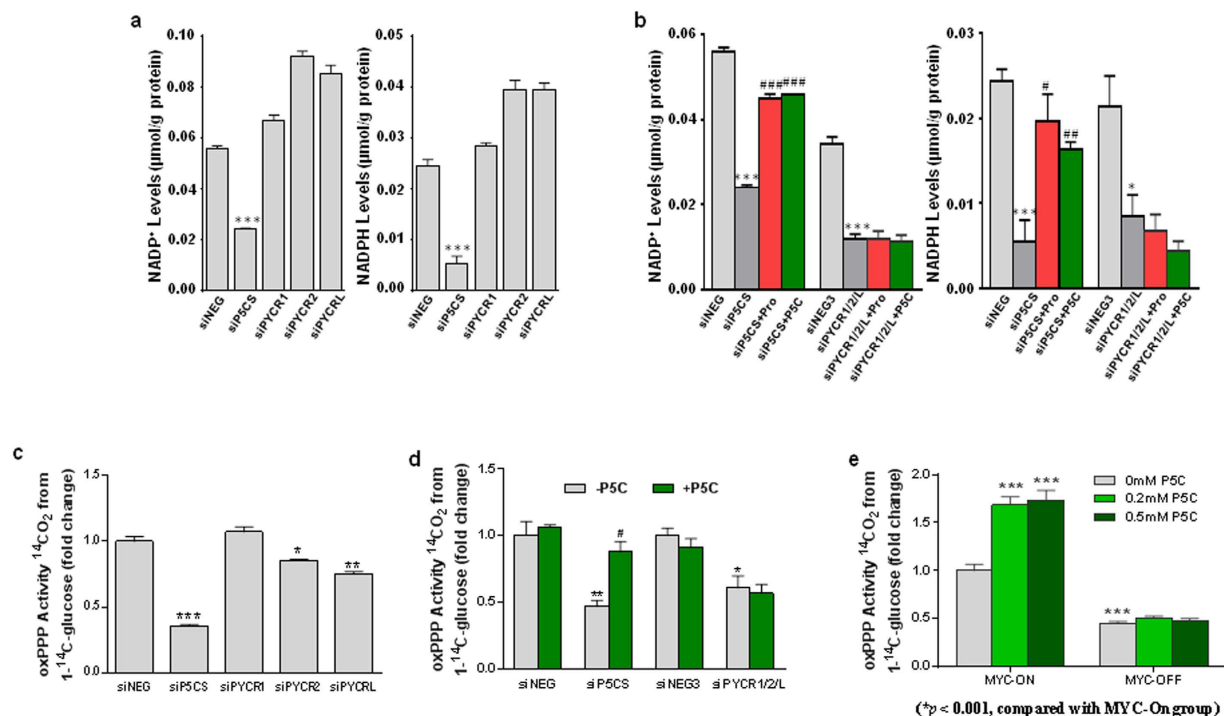 a
NADP⁺ Levels (µmol/g protein)
0.10
0.08
0.06
0.04
0.02
0.00
***
siNEG
siP5CS
siPYCR1
siPYCR2
siPYCRL
NADPH Levels (µmol/g protein)
0.05
0.04
0.03
0.02
0.01
0.00
***
siNEG
siP5CS
siPYCR1
siPYCR2
siPYCRL
b
NADP⁺ Levels (µmol/g protein)
0.06
0.04
0.02
0.00
***
###
###
***
siNEG
siP5CS
siP5CS+Pro
siP5CS+P5C
siNEG3
siPYCR1/2/L
siPYCR1/2/L+Pro
siPYCR1/2/L+P5C
NADPH Levels (µmol/g protein)
0.03
0.02
0.01
0.00
***
#
##
*
siNEG
siP5CS
siP5CS+Pro
siP5CS+P5C
siNEG3
siPYCR1/2/L
siPYCR1/2/L+Pro
siPYCR1/2/L+P5C
c
oxPPP Activity ¹⁴CO₂ from
1-¹⁴C-glucose (fold change)
1.5
1.0
0.5
0.0
***
*
**
siNEG
siP5CS
siPYCR1
siPYCR2
siPYCRL
d
oxPPP Activity ¹⁴CO₂ from
1-¹⁴C-glucose (fold change)
1.5
1.0
0.5
0.0
-P5C
+P5C
**
#
*
siNEG
siP5CS
siNEG3
siPYCR1/2/L
e
oxPPP Activity ¹⁴CO₂ from
1-¹⁴C-glucose (fold change)
2.0
1.5
1.0
0.5
0.0
***
***
***
0mM P5C
0.2mM P5C
0.5mM P5C
MYC-ON
MYC-OFF
(*p < 0.001, compared with MYC-On group)